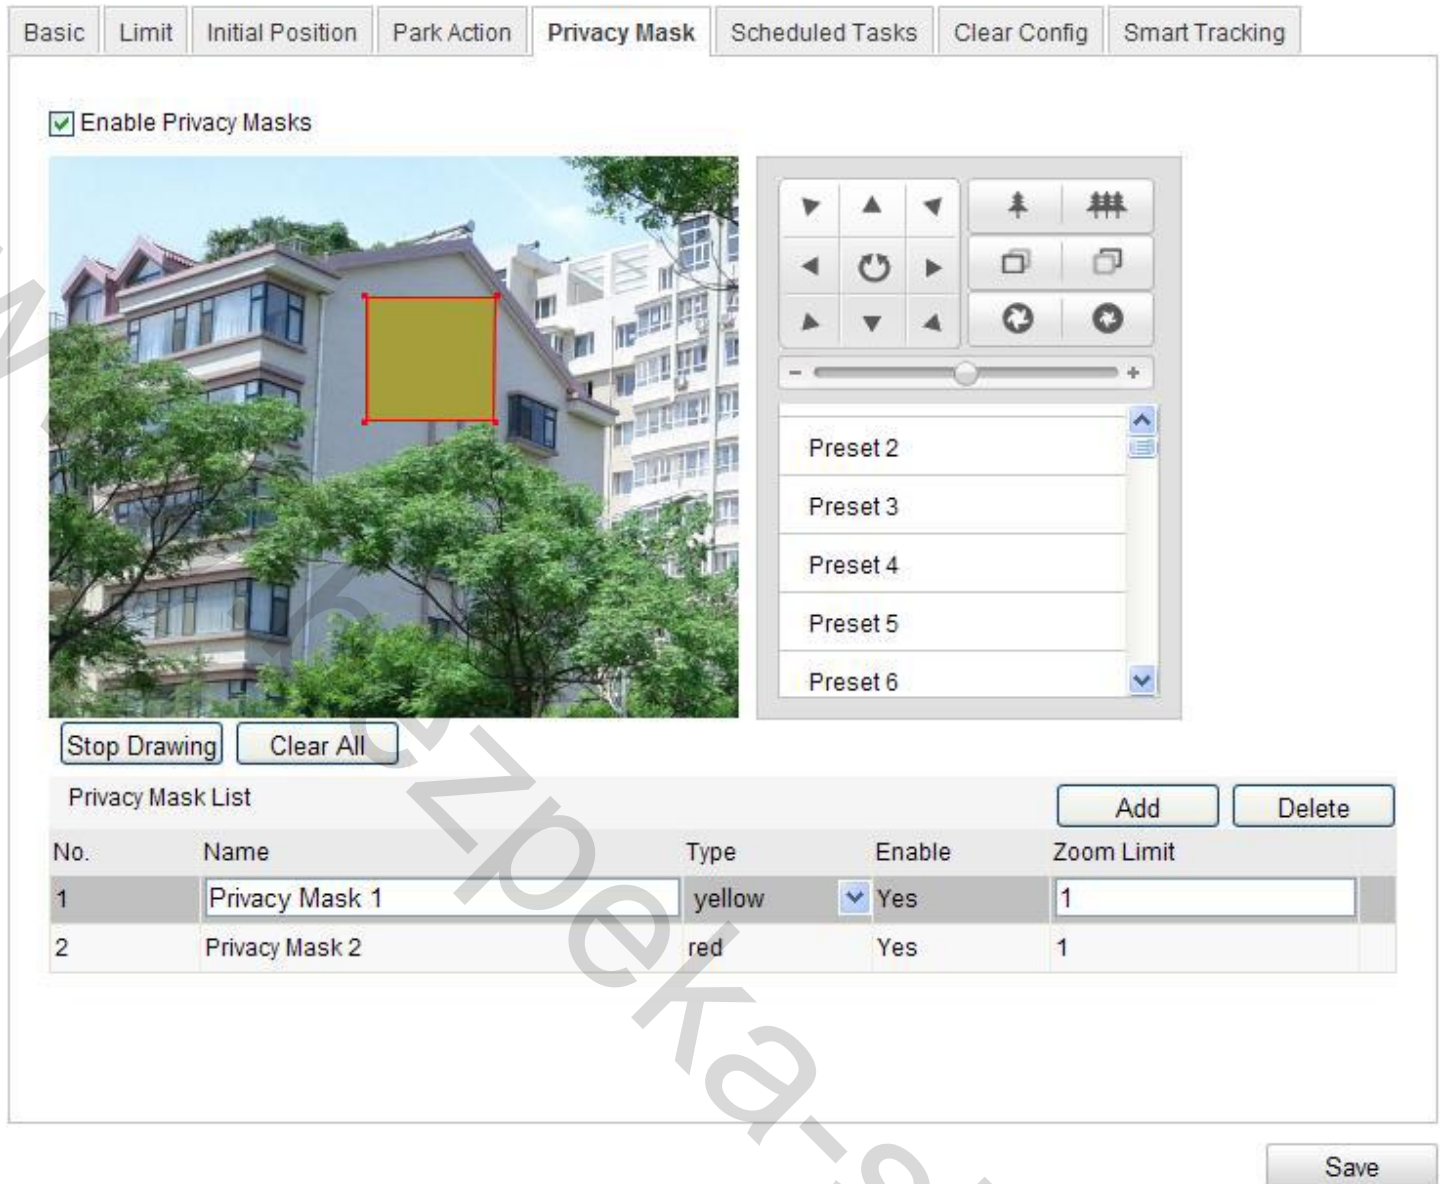 Basic Limit Initial Position Park Action Privacy Mask Scheduled Tasks Clear Config Smart Tracking
Enable Privacy Masks
Preset 2
Preset 3
Preset 4
Preset 5
Preset 6
Stop Drawing Clear All
Privacy Mask List Add Delete
No. Name Type Enable Zoom Limit
1 Privacy Mask 1 yellow Yes 1
2 Privacy Mask 2 red Yes 1
Save